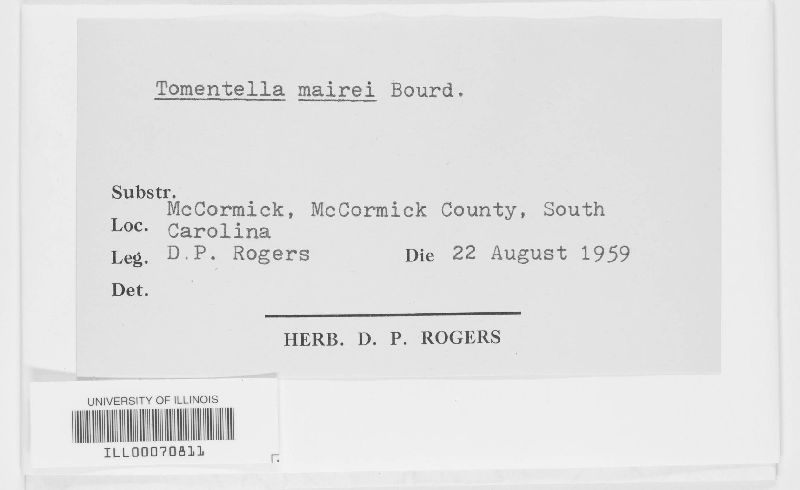 Tomentella mairei Bourd.
Substr.
Loc. McCormick, McCormick County, South
Carolina
Leg. D.P. Rogers Die 22 August 1959
Det.
HERB. D. P. ROGERS
UNIVERSITY OF ILLINOIS
ILL00070811